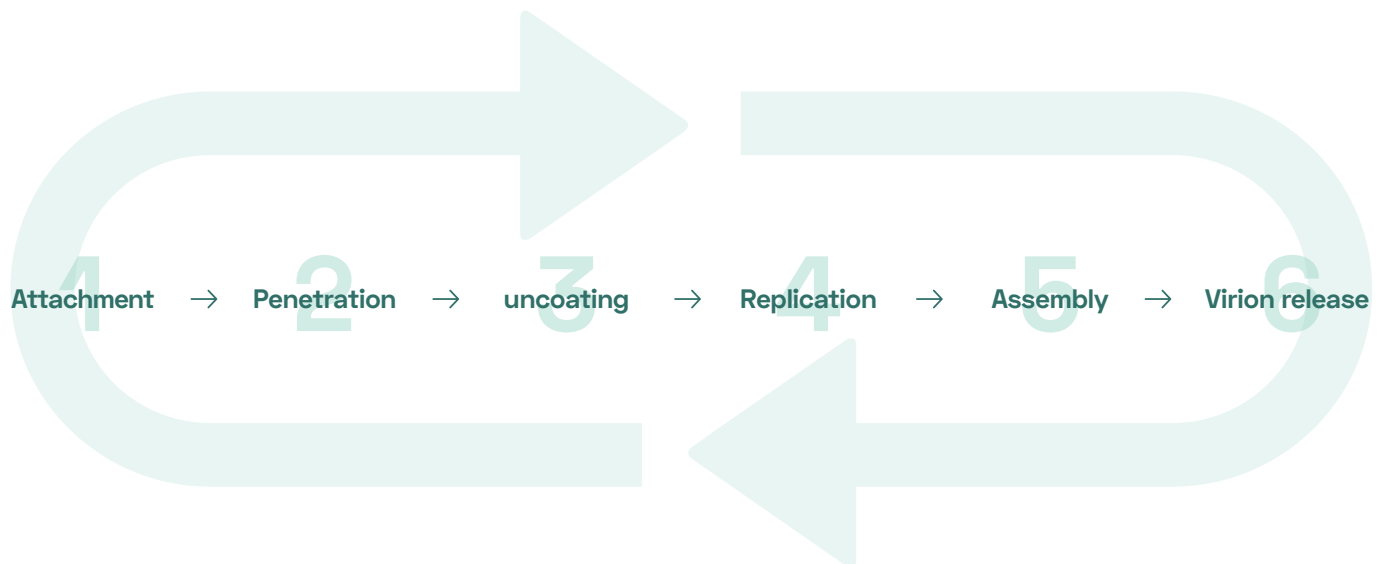 1 2 3 4 5 6
Attachment → Penetration → uncoating → Replication → Assembly → Virion release